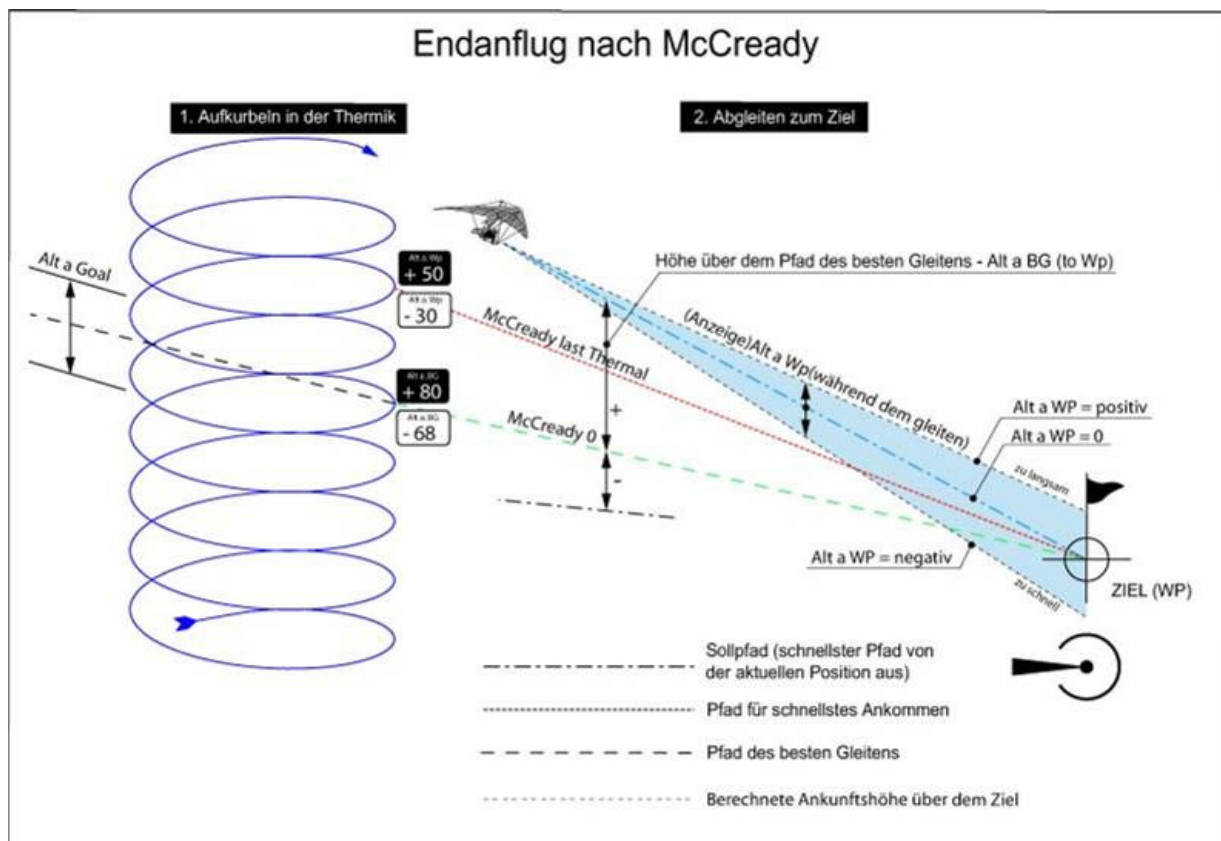 Endanflug nach McCready
1. Aufkurbeln in der Thermik
2. Abgleiten zum Ziel
Alt a Goal
Alt a Wp
+ 50
Alt a Wp
- 30
Alt a BG
+ 80
Alt a BG
- 68
Höhe über dem Pfad des besten Gleitens - Alt a BG (to Wp)
McCready last Thermal
(Anzeige)Alt a Wp(während dem gleiten)
McCready 0
+
-
Alt a WP = positiv
Alt a WP = 0
zu langsam
Alt a WP = negativ
zu schnell
ZIEL (WP)
Sollpfad (schnellster Pfad von
der aktuellen Position aus)
Pfad für schnellstes Ankommen
Pfad des besten Gleitens
Berechnete Ankunftshöhe über dem Ziel